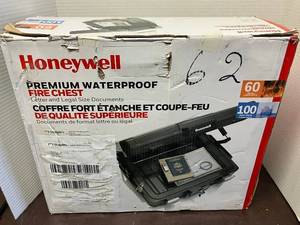 Honeywell
62
PREMIUM WATERPROOF
FIRE CHEST
Letter and Legal Size Documents
COFFRE FORT ÉTANCHE ET COUPE-FEU
DE QUALITÉ SUPERIEURE
Documents de format lettre ou légal
60
100